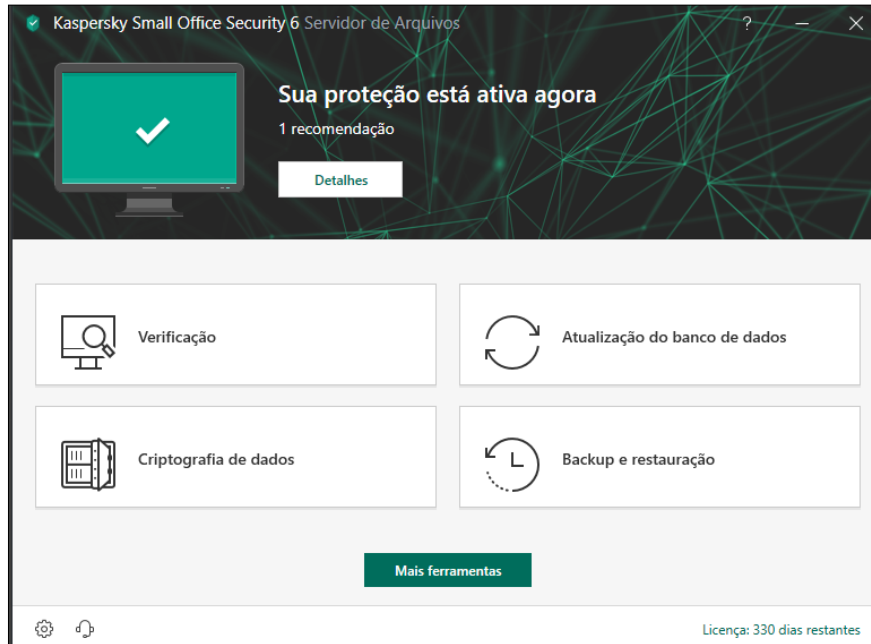 Kaspersky Small Office Security 6 Servidor de Arquivos
?
Sua proteção está ativa agora
1 recomendação
Detalhes
Verificação
Atualização do banco de dados
Criptografia de dados
Backup e restauração
Mais ferramentas
Licença: 330 dias restantes